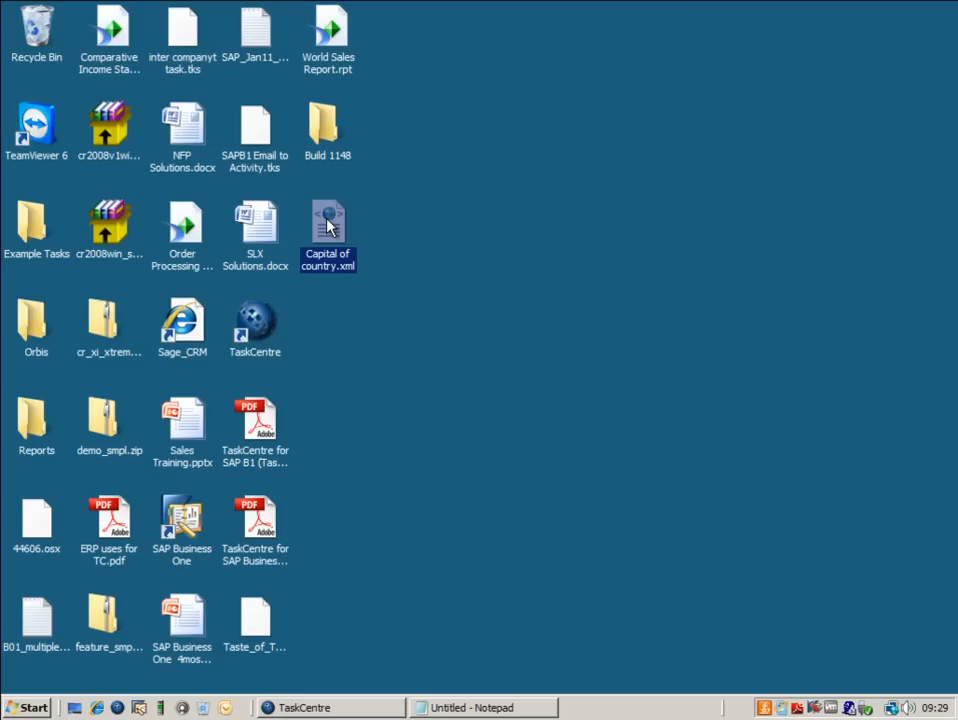 Recycle Bin
Comparative
Income Sta...
inter companyt
task.tks
SAP_Jan11_...
World Sales
Report.rpt
TeamViewer 6
cr2008v1wi...
NFP
Solutions.docx
SAPB1 Email to
Activity.tks
Build 1148
Example Tasks
cr2008win_s...
Order
Processing ...
SLX
Solutions.docx
Capital of
country.xml
Orbis
cr_xi_xtrem...
Sage_CRM
TaskCentre
Reports
demo_smpl.zip
Sales
Training.pptx
PDF
Adobe
TaskCentre for
SAP B1 (Tas...
44606.osx
PDF
Adobe
ERP uses for
TC.pdf
SAP Business
One
PDF
Adobe
TaskCentre for
SAP Busines...
B01_multiple...
feature_smp...
SAP Business
One 4mos...
Taste_of_T...
Start
TaskCentre
Untitled - Notepad
09:29